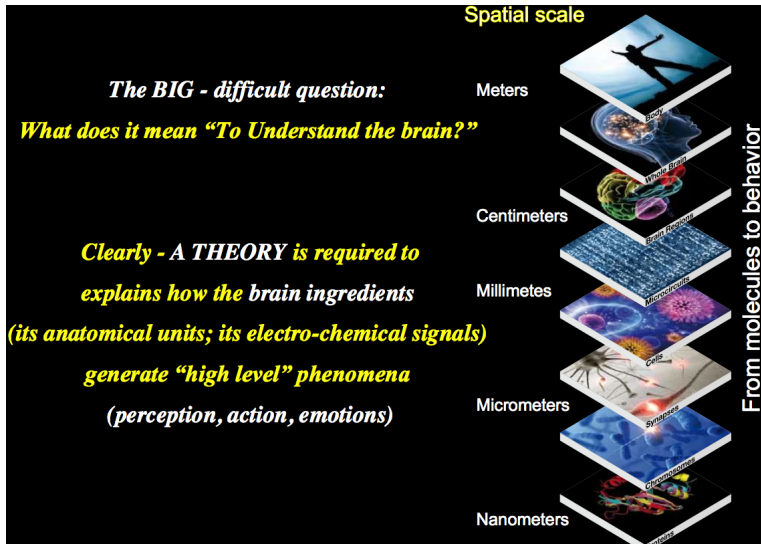 Spatial scale
The BIG - difficult question:
What does it mean “To Understand the brain?”
Clearly - A THEORY is required to
explains how the brain ingredients
(its anatomical units; its electro-chemical signals)
generate “high level” phenomena
(perception, action, emotions)
Meters
Centimeters
Millimetes
Micrometers
Nanometers
Body
Whole Brain
Brain Regions
Microcircuits
Cells
Synapses
Chromosomes
From molecules to behavior